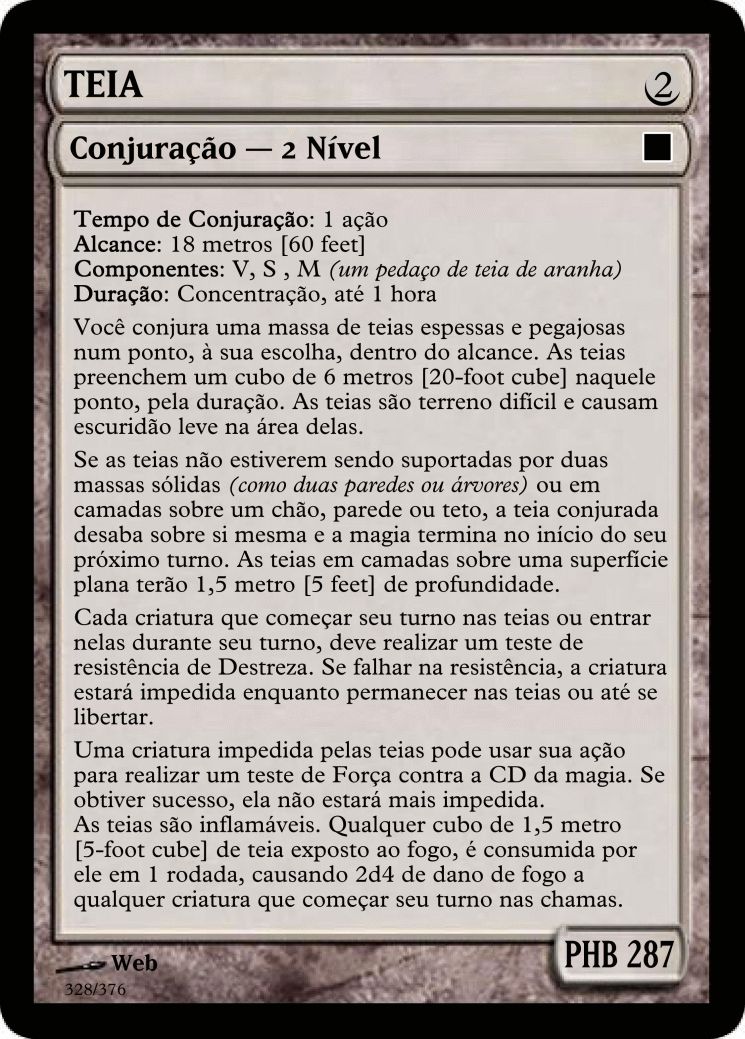 TEIA 2
Conjuração — 2 Nível
Tempo de Conjuração: 1 ação
Alcance: 18 metros [60 feet]
Componentes: V, S , M (um pedaço de teia de aranha)
Duração: Concentração, até 1 hora
Você conjura uma massa de teias espessas e pegajosas
num ponto, à sua escolha, dentro do alcance. As teias
preenchem um cubo de 6 metros [20-foot cube] naquele
ponto, pela duração. As teias são terreno difícil e causam
escuridão leve na área delas.
Se as teias não estiverem sendo suportadas por duas
massas sólidas (como duas paredes ou árvores) ou em
camadas sobre um chão, parede ou teto, a teia conjurada
desaba sobre si mesma e a magia termina no início do seu
próximo turno. As teias em camadas sobre uma superfície
plana terão 1,5 metro [5 feet] de profundidade.
Cada criatura que começar seu turno nas teias ou entrar
nelas durante seu turno, deve realizar um teste de
resistência de Destreza. Se falhar na resistência, a criatura
estará impedida enquanto permanecer nas teias ou até se
libertar.
Uma criatura impedida pelas teias pode usar sua ação
para realizar um teste de Força contra a CD da magia. Se
obtiver sucesso, ela não estará mais impedida.
As teias são inflamáveis. Qualquer cubo de 1,5 metro
[5-foot cube] de teia exposto ao fogo, é consumida por
ele em 1 rodada, causando 2d4 de dano de fogo a
qualquer criatura que começar seu turno nas chamas.
PHB 287
Web
328/376